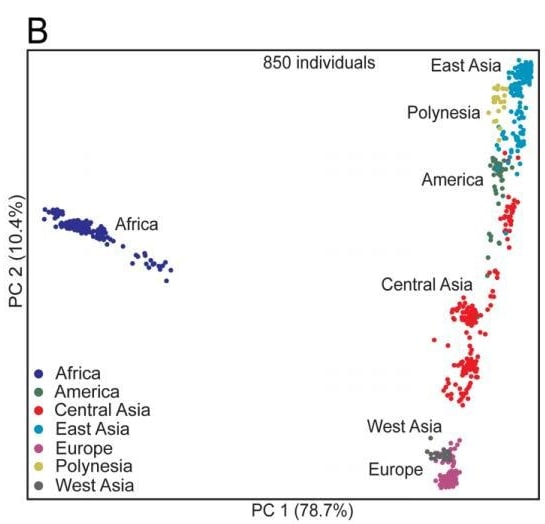 B
850 individuals
East Asia
Polynesia
America
Africa
Central Asia
West Asia
Europe
PC 2 (10.4%)
Africa
America
Central Asia
East Asia
Europe
Polynesia
West Asia
PC 1 (78.7%)